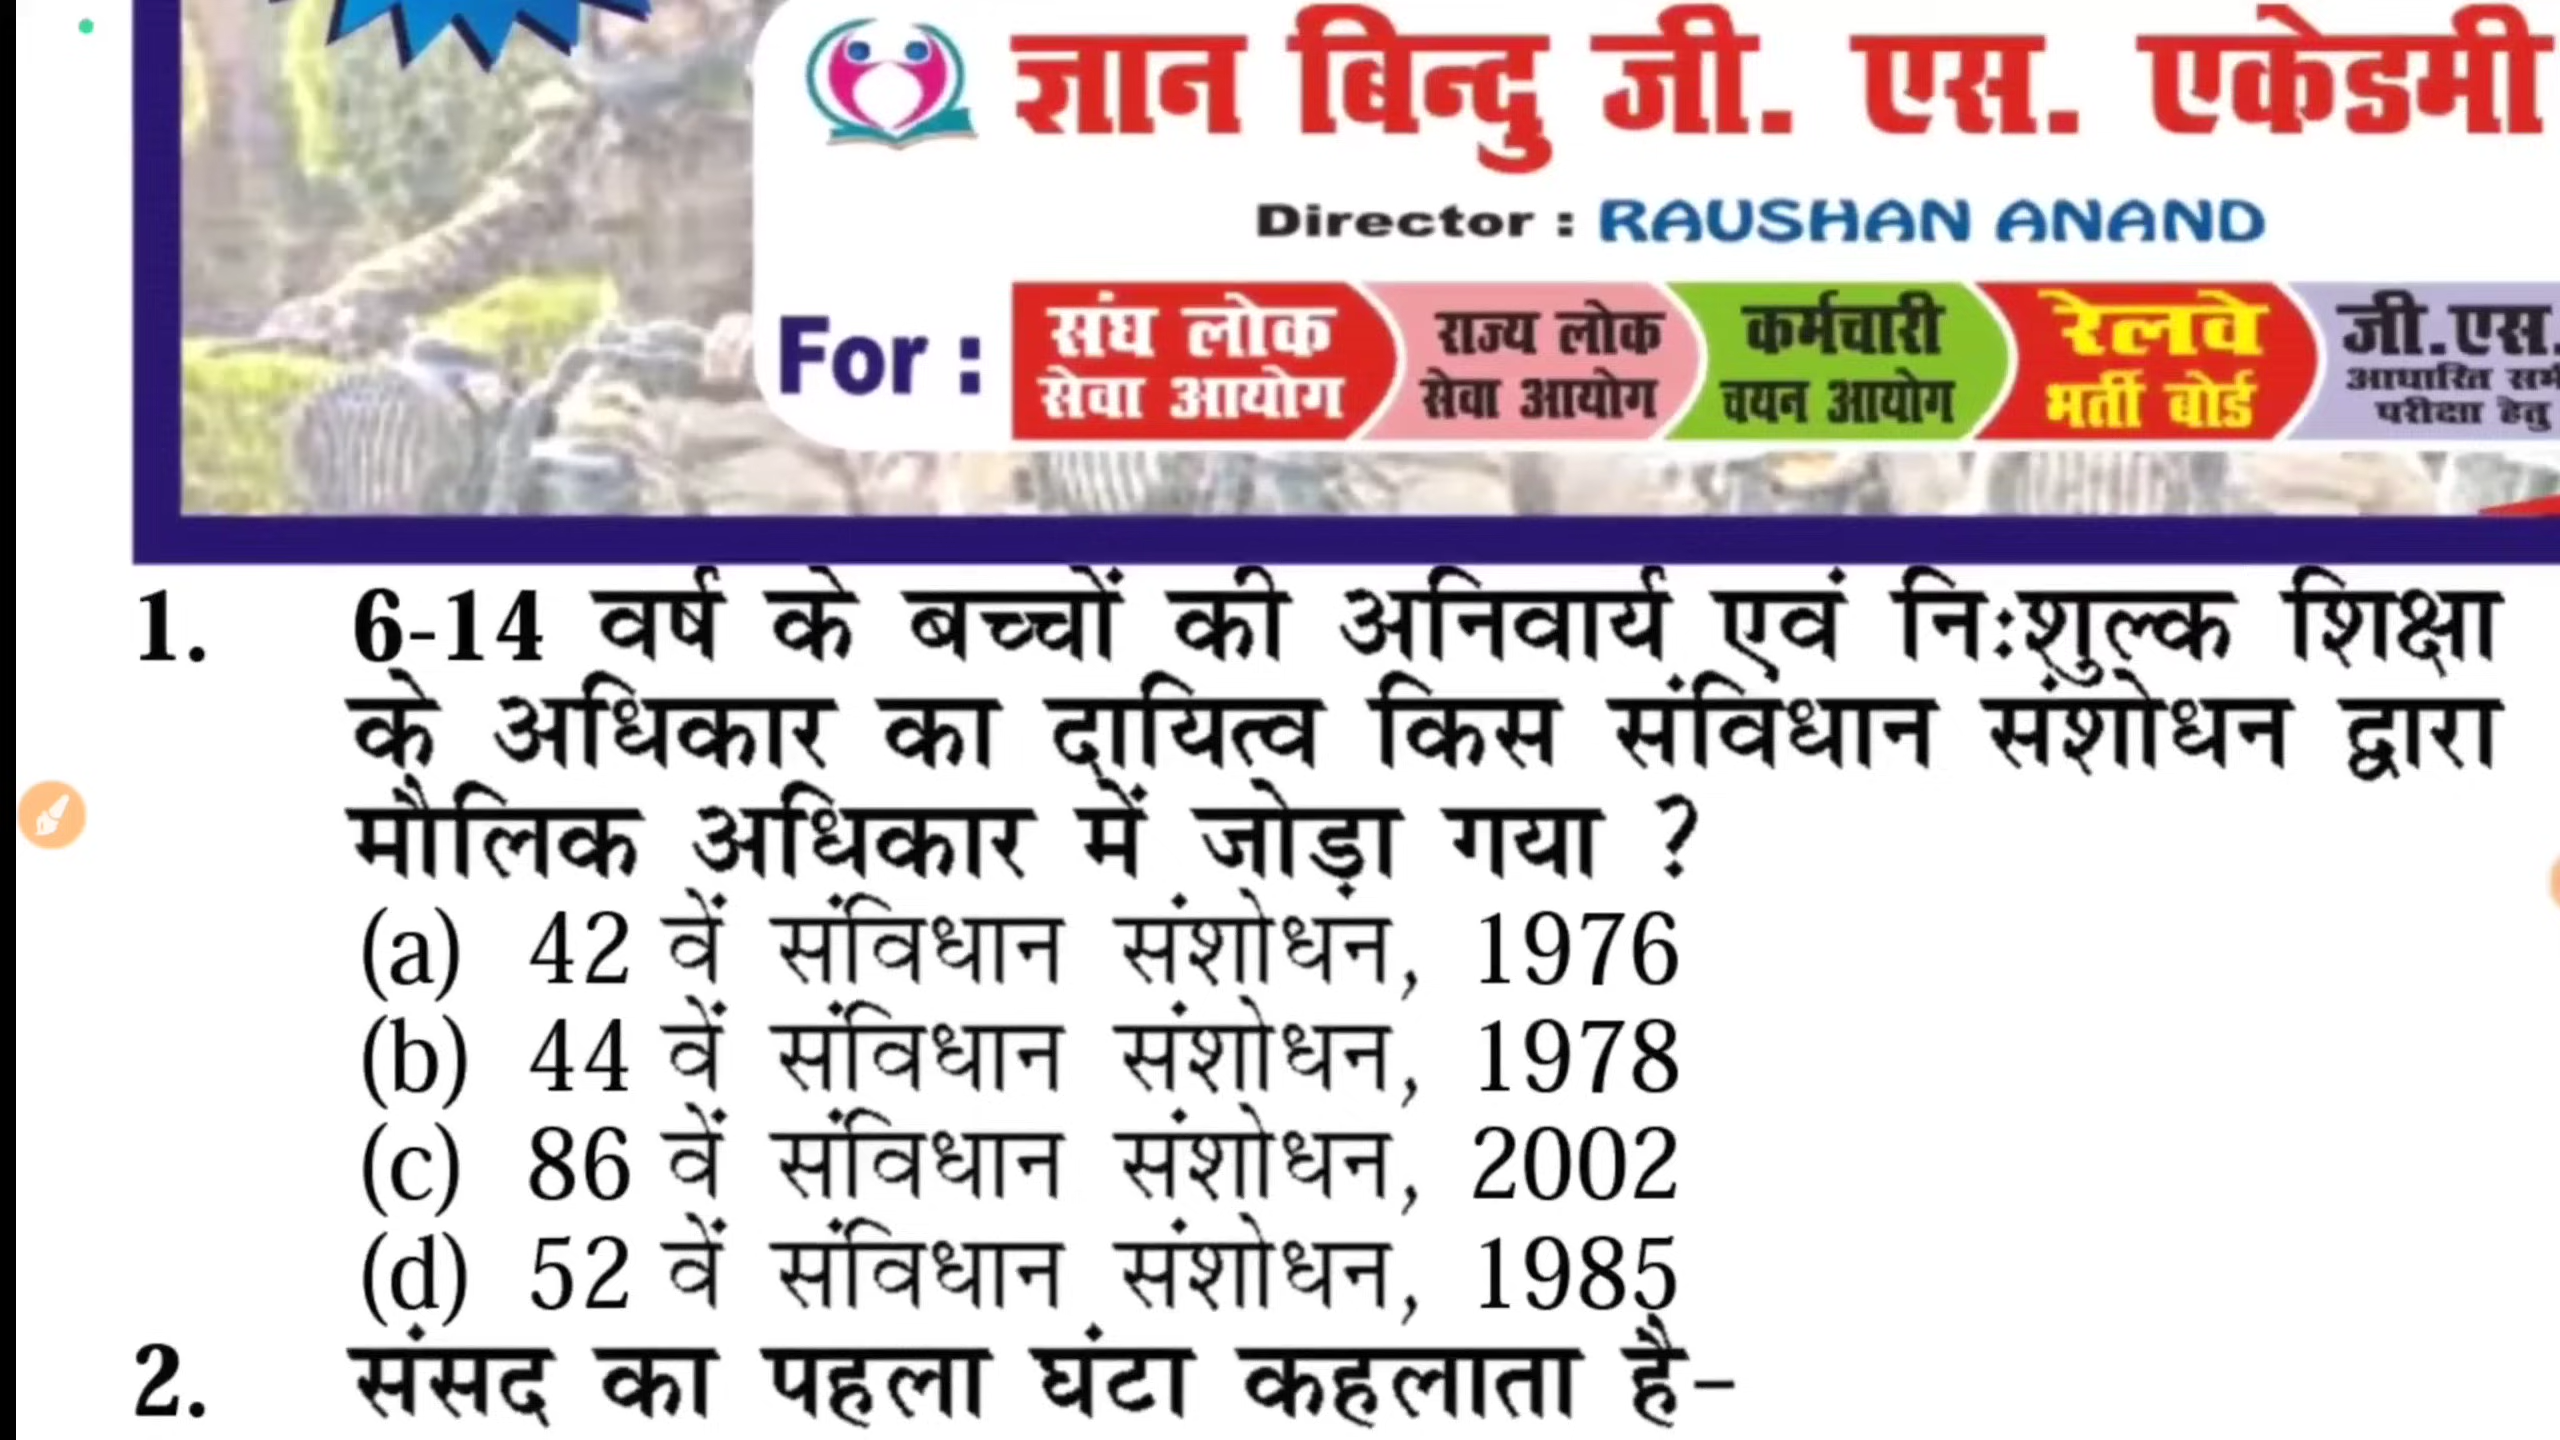 ज्ञान बिन्दु जी. एस. एकेडमी
Director : RAUSHAN ANAND
For : संघ लोक सेवा आयोग राज्य लोक सेवा आयोग कर्मचारी चयन आयोग रेलवे भर्ती बोर्ड जी.एस. आधारित परीक्षा हेतु
1. 6-14 वर्ष के बच्चों की अनिवार्य एवं निःशुल्क शिक्षा
के अधिकार का दायित्व किस संविधान संशोधन द्वारा
मौलिक अधिकार में जोड़ा गया ?
(a) 42 वें संविधान संशोधन, 1976
(b) 44 वें संविधान संशोधन, 1978
(c) 86 वें संविधान संशोधन, 2002
(d) 52 वें संविधान संशोधन, 1985
2. संसद का पहला घंटा कहलाता है-